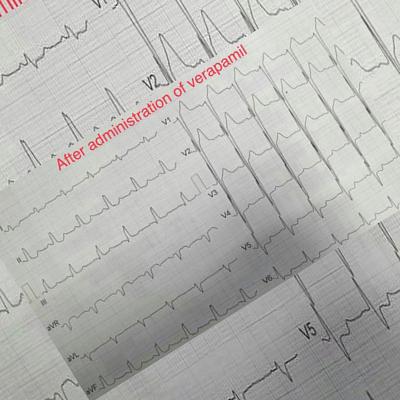 V2
After administration of verapamil
V1
V2
V3
V4
V5
V6
II
III
aVR
aVL
aVF
V5